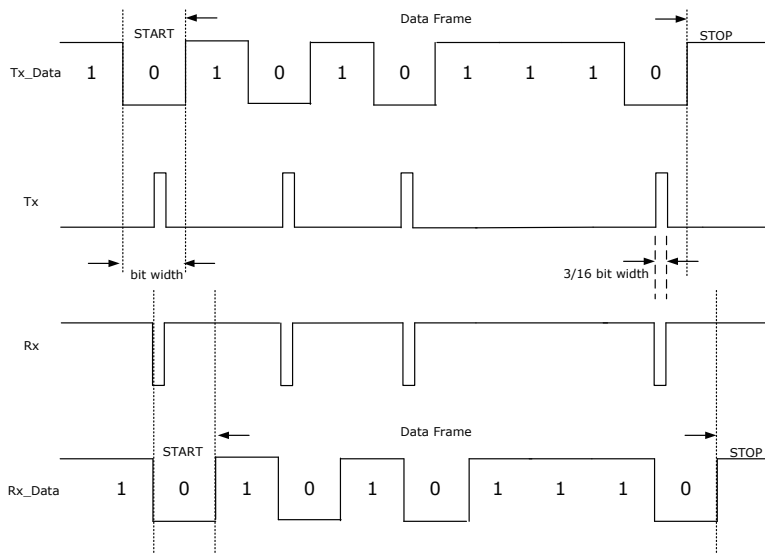 Data Frame
START
STOP
Tx_Data 1 0 1 0 1 0 1 1 1 0
Tx
bit width
3/16 bit width
Rx
Data Frame
START
STOP
Rx_Data 1 0 1 0 1 0 1 1 1 0